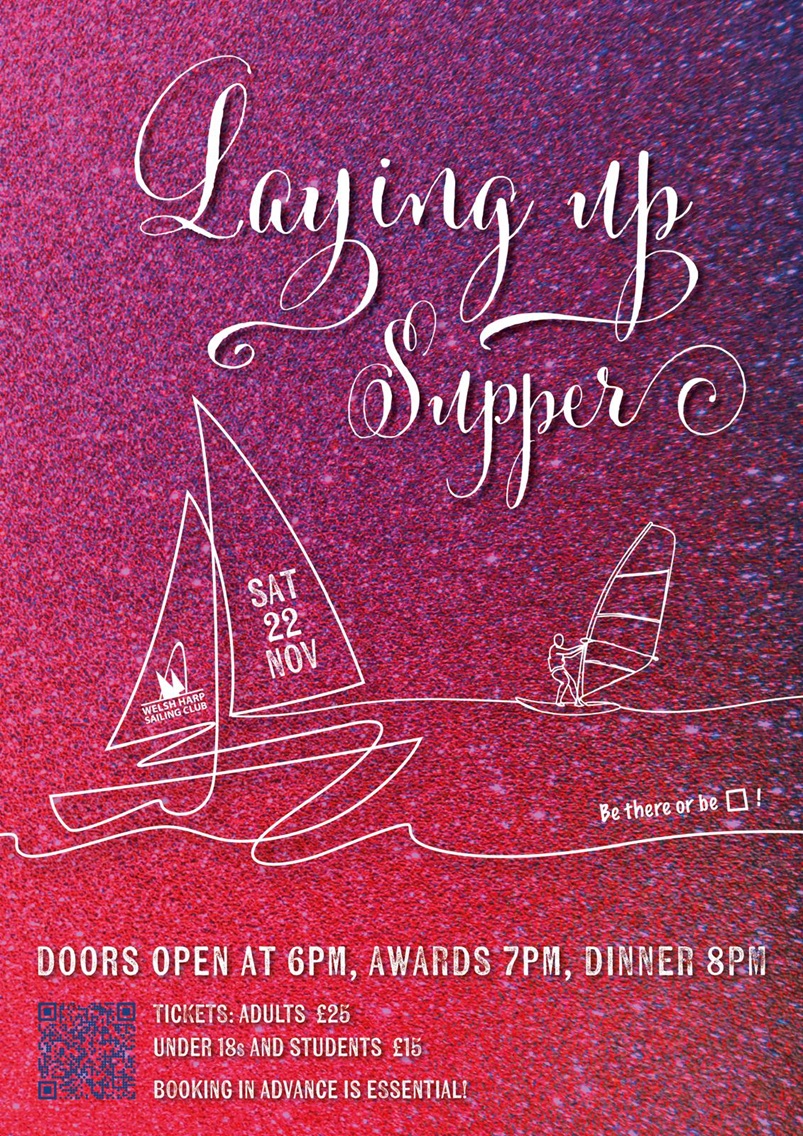 Laying up
Supper
SAT
22
NOV
WELSH HARP
SAILING CLUB
Be there or be □ !
DOORS OPEN AT 6PM, AWARDS 7PM, DINNER 8PM
TICKETS: ADULTS £25
UNDER 18s AND STUDENTS £15
BOOKING IN ADVANCE IS ESSENTIAL!